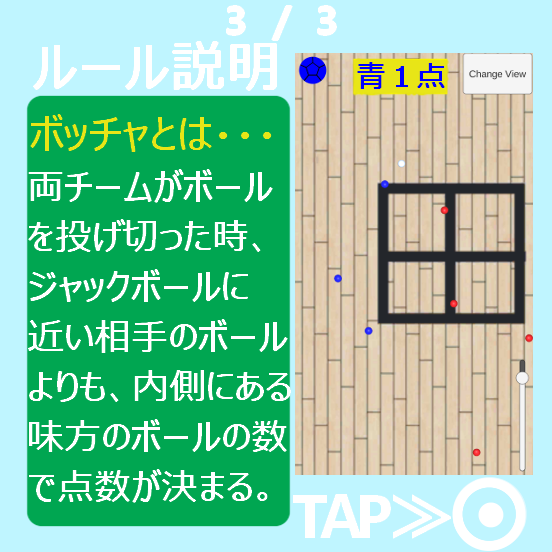 3 / 3
ルール説明
ボッチャとは・・・
両チームがボール
を投げ切った時、
ジャックボールに
近い相手のボール
よりも、内側にある
味方のボールの数
で点数が決まる。
青１点
Change View
TAP≫